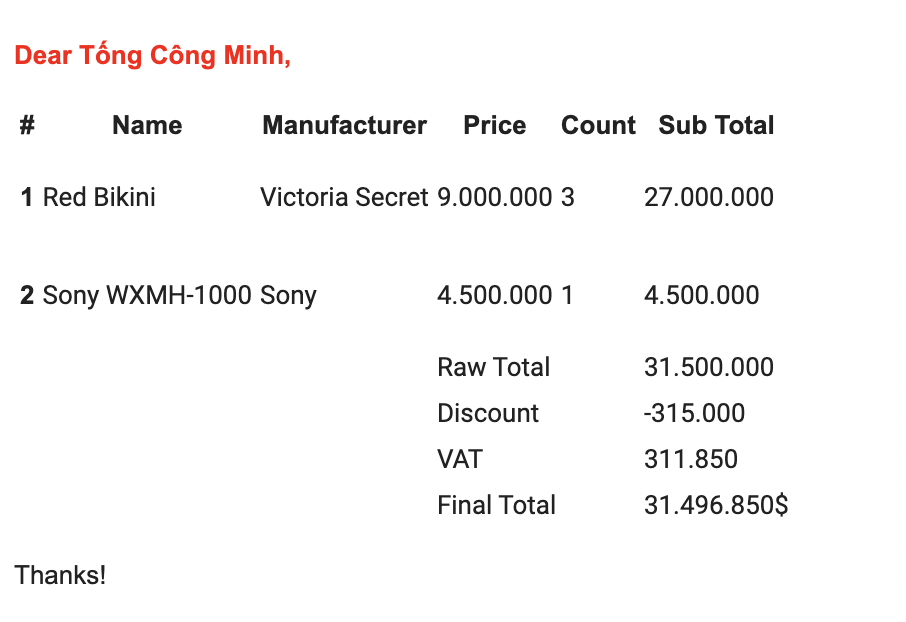 Dear Tống Công Minh,
# Name Manufacturer Price Count Sub Total
1 Red Bikini Victoria Secret 9.000.000 3 27.000.000
2 Sony WXMH-1000 Sony 4.500.000 1 4.500.000
Raw Total 31.500.000
Discount -315.000
VAT 311.850
Final Total 31.496.850$
Thanks!